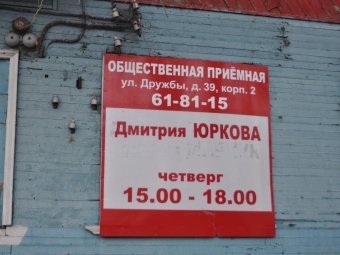 ОБЩЕСТВЕННАЯ ПРИЁМНАЯ
ул. Дружбы, д. 39, корп. 2
61-81-15
Дмитрия ЮРКОВА
четверг
15.00 - 18.00